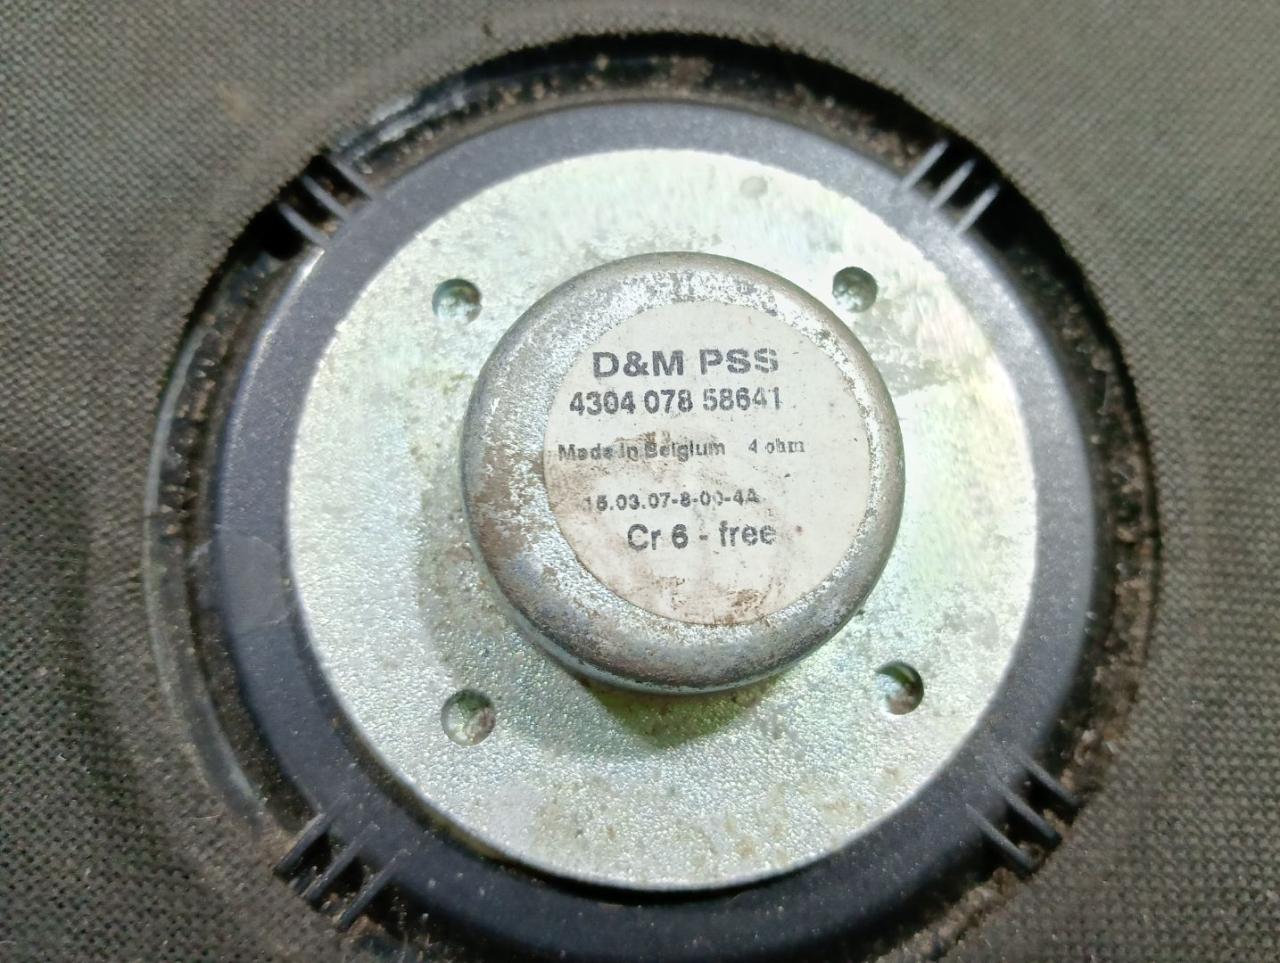 D&M PSS
4304 078 58641
Made in Belgium 4 ohm
15.03.07-8-00-4A
Cr 6 - free